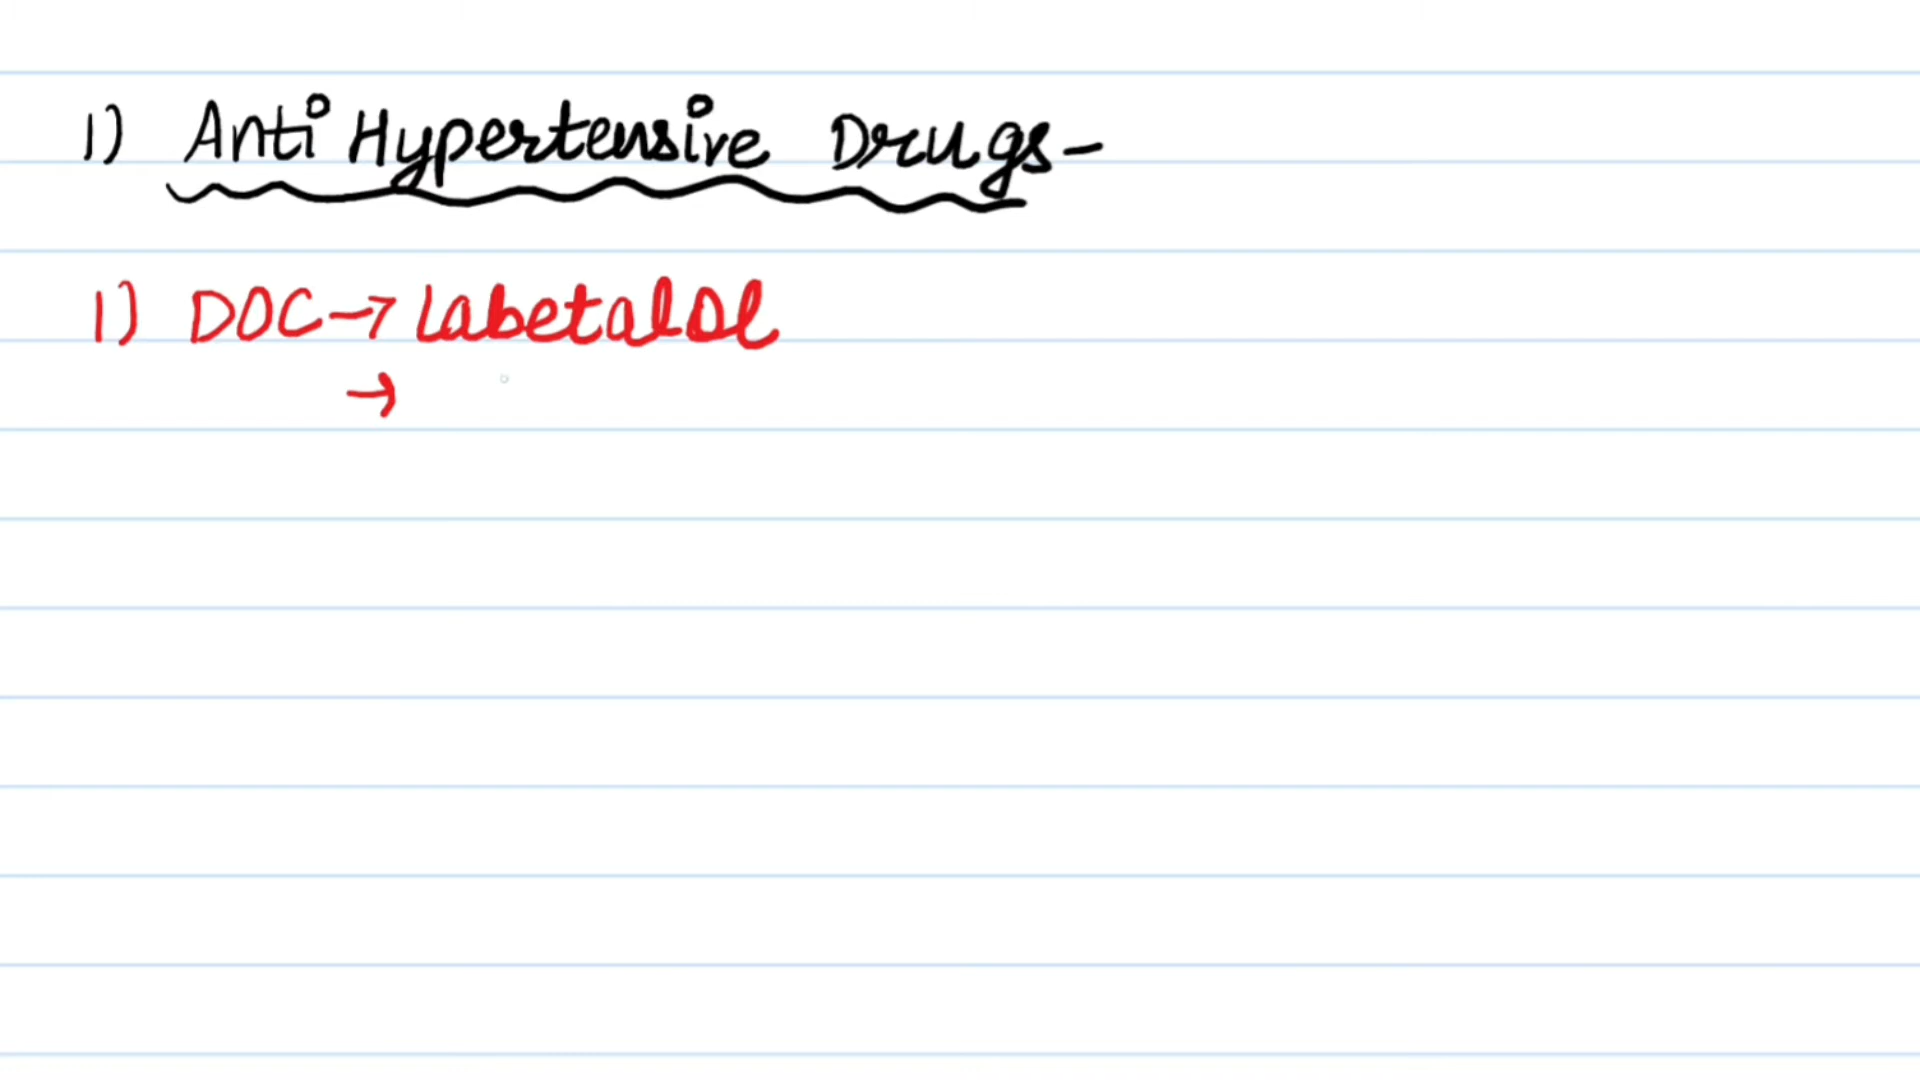 1) Anti Hypertensive Drugs-
1) DOC → Labetalol
→